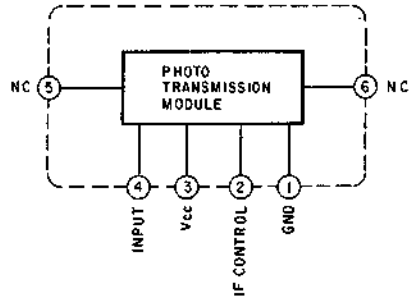 PHOTO
TRANSMISSION
MODULE
NC 5
6 NC
4 3 2 1
INPUT
Vcc
IF CONTROL
GND